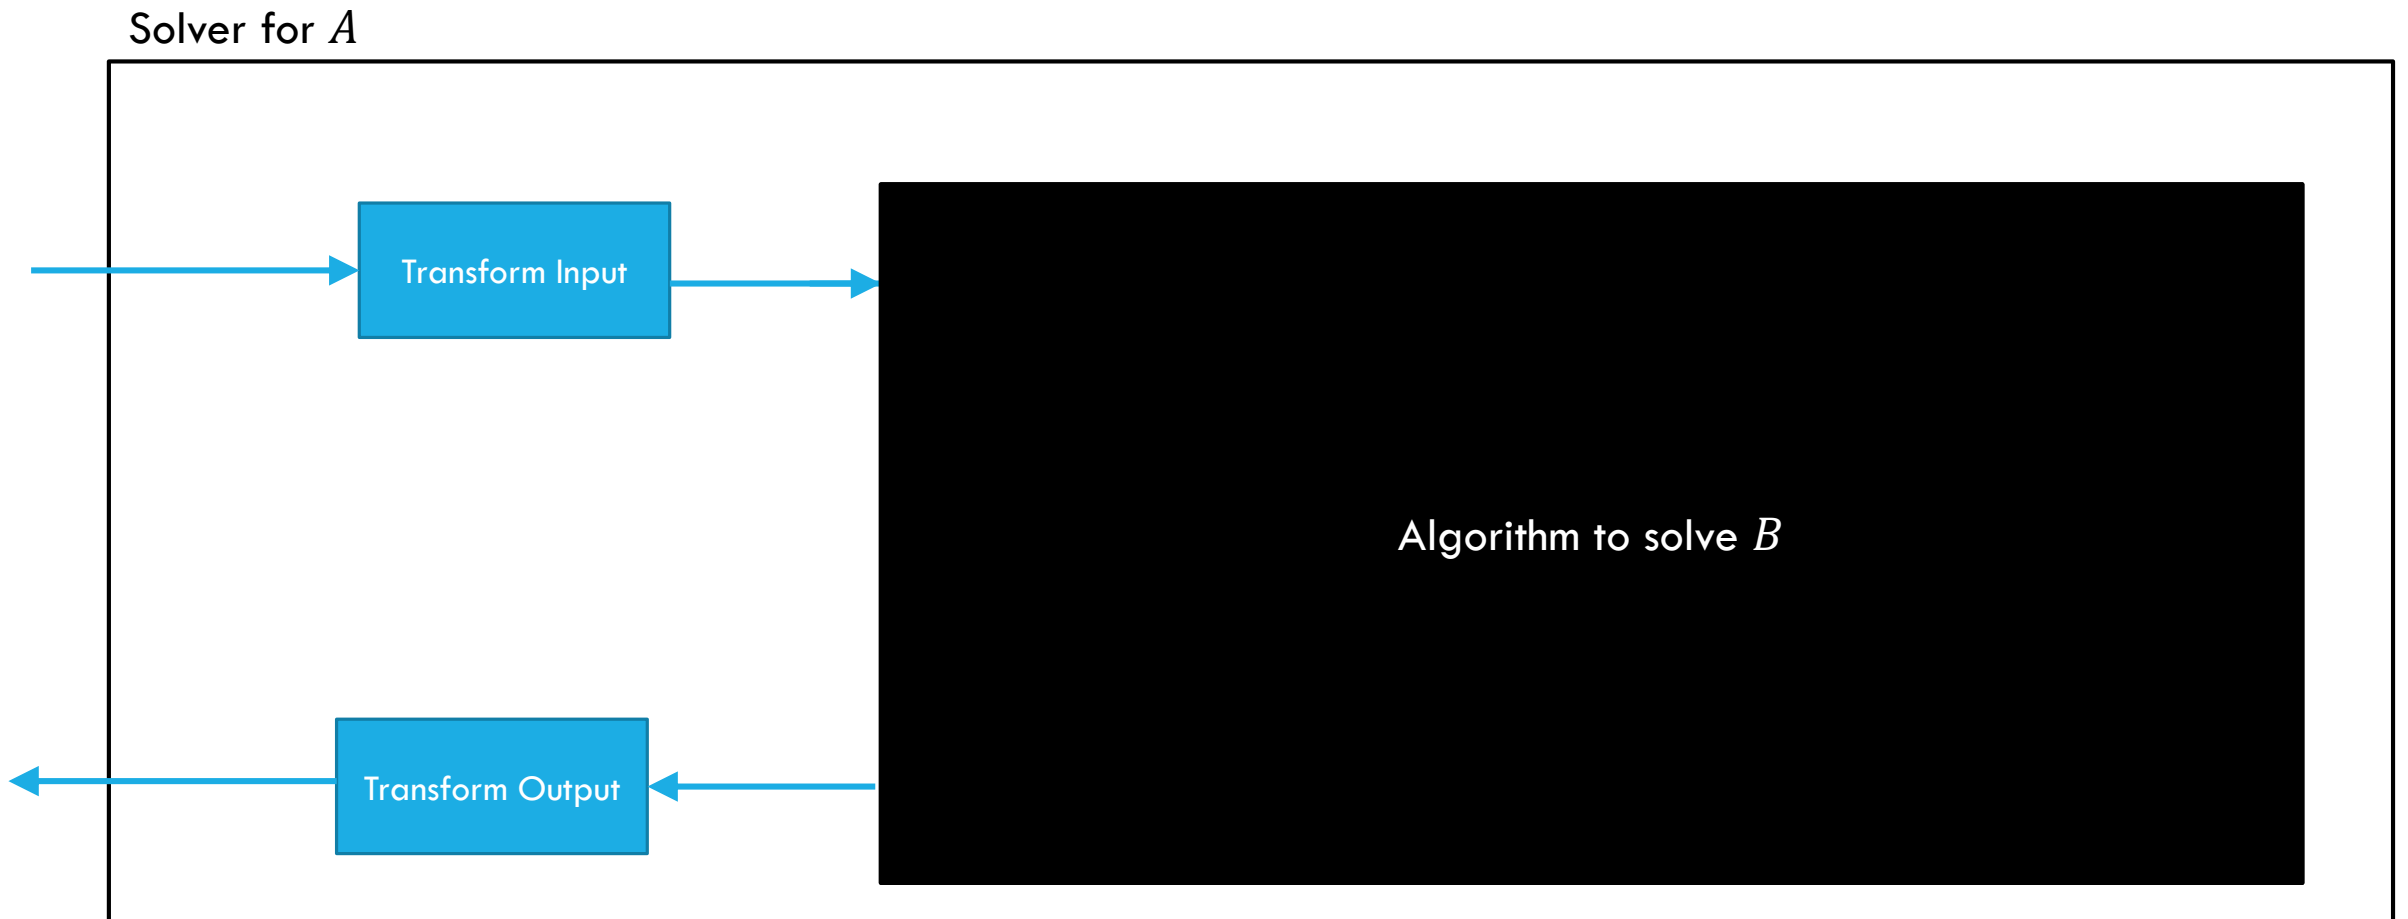 Solver for A
Transform Input
Algorithm to solve B
Transform Output